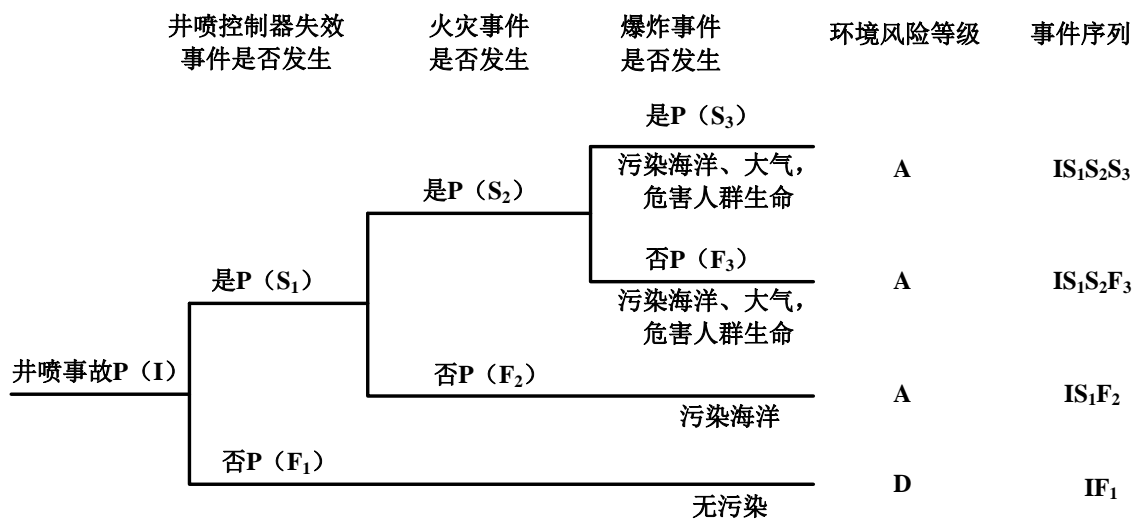 井喷控制器失效
事件是否发生
火灾事件
是否发生
爆炸事件
是否发生
环境风险等级
事件序列
是P（S₃）
污染海洋、大气，
危害人群生命
A
IS₁S₂S₃
是P（S₂）
否P（F₃）
污染海洋、大气，
危害人群生命
A
IS₁S₂F₃
是P（S₁）
井喷事故P（I）
否P（F₂）
污染海洋
A
IS₁F₂
否P（F₁）
无污染
D
IF₁